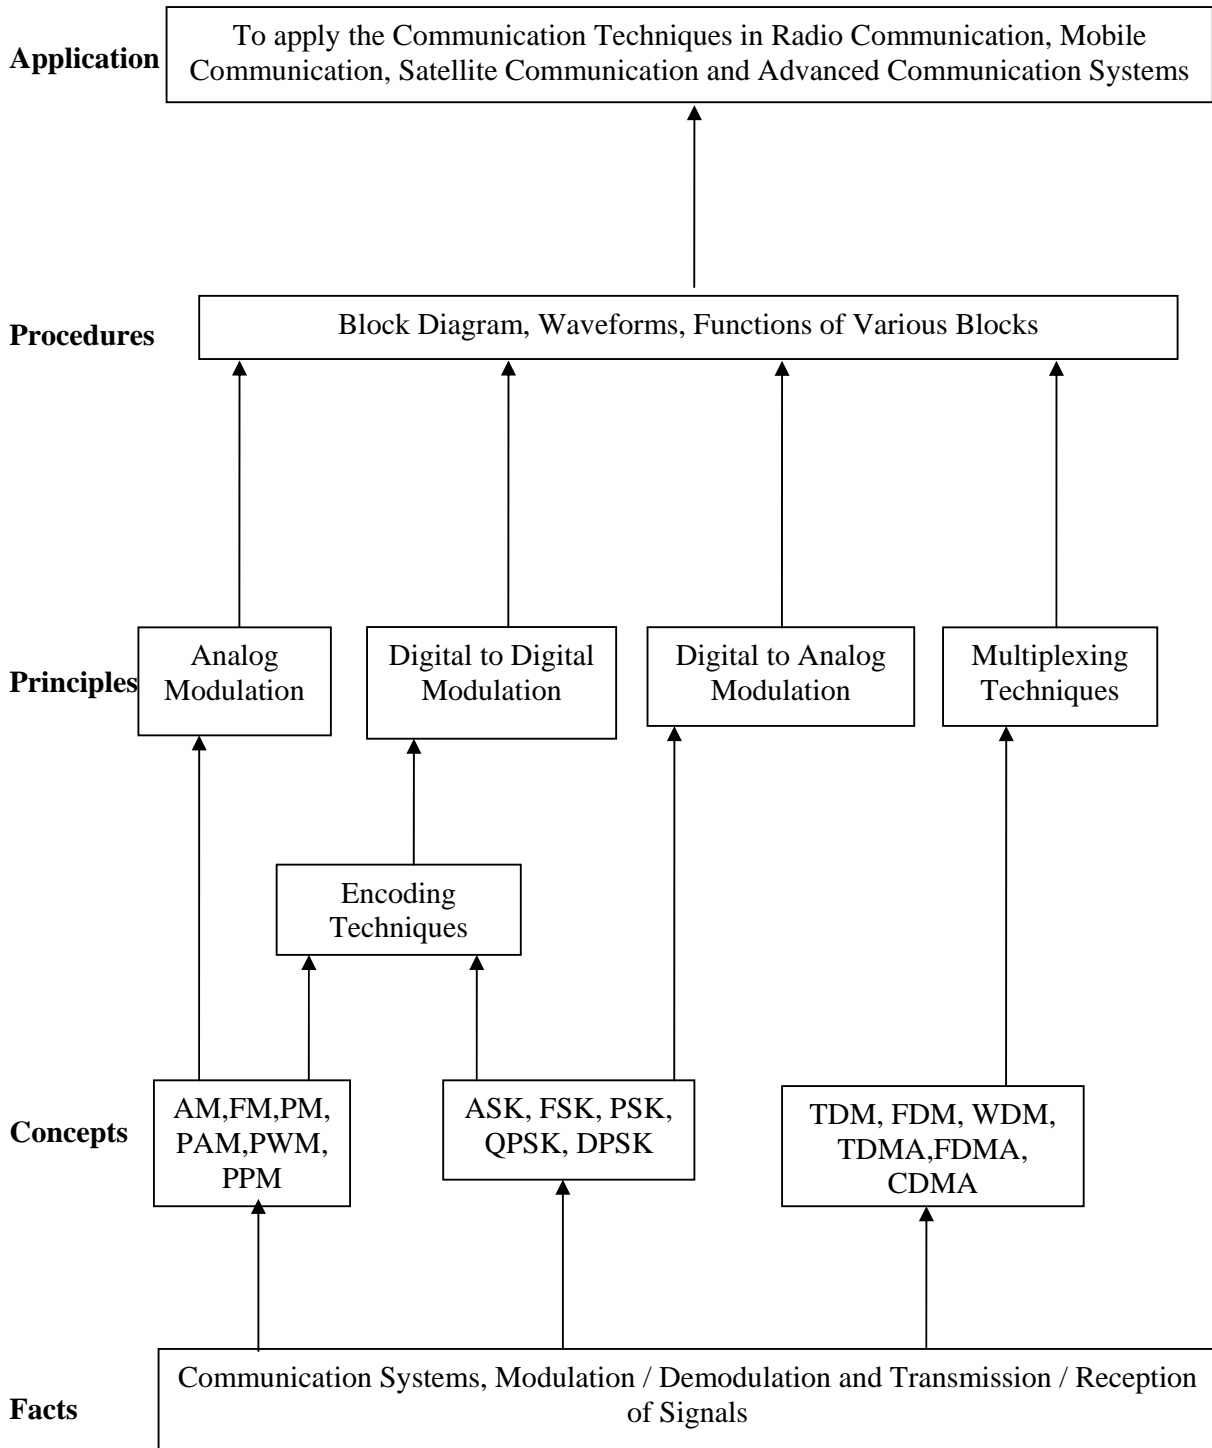 Application
To apply the Communication Techniques in Radio Communication, Mobile
Communication, Satellite Communication and Advanced Communication Systems
Procedures
Block Diagram, Waveforms, Functions of Various Blocks
Principles
Analog
Modulation
Digital to Digital
Modulation
Digital to Analog
Modulation
Multiplexing
Techniques
Encoding
Techniques
Concepts
AM,FM,PM,
PAM,PWM,
PPM
ASK, FSK, PSK,
QPSK, DPSK
TDM, FDM, WDM,
TDMA,FDMA,
CDMA
Facts
Communication Systems, Modulation / Demodulation and Transmission / Reception
of Signals